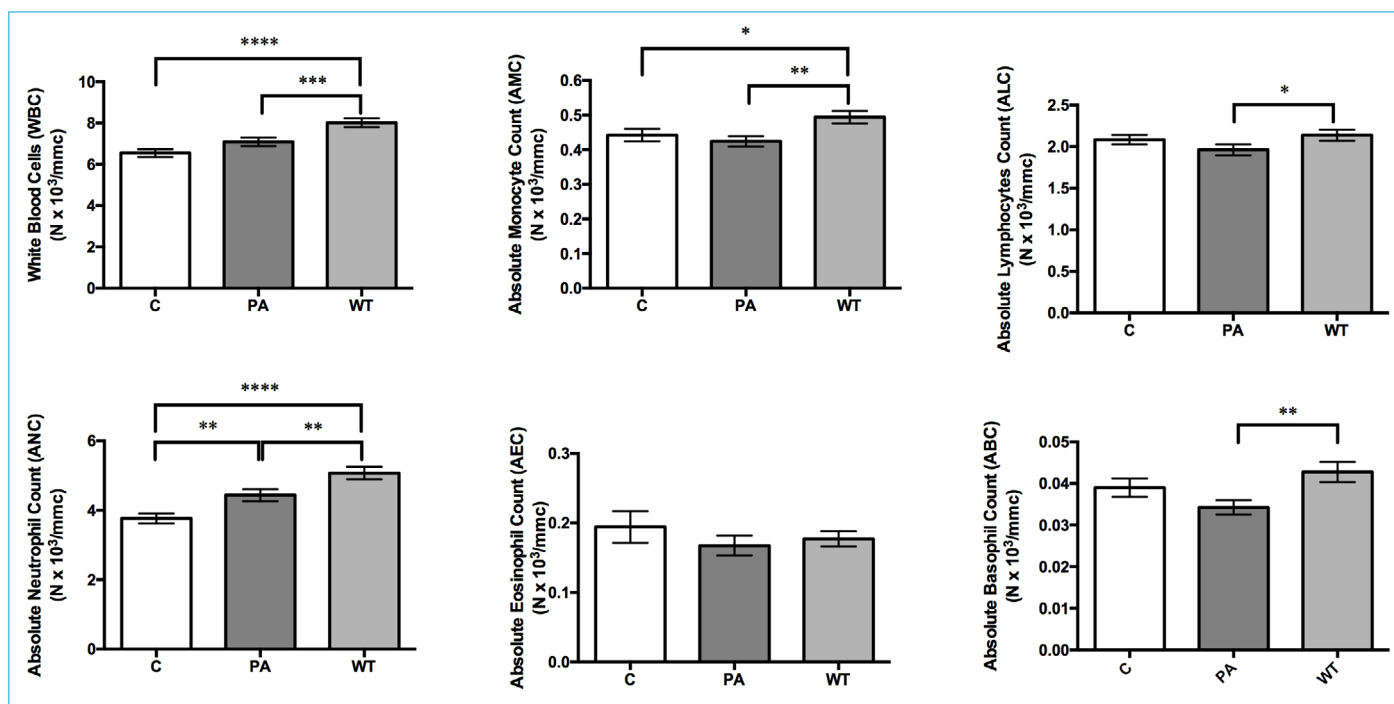 White Blood Cells (WBC)
(N x 10³/mmc)
10
8
6
4
2
0
C PA WT
****
***
Absolute Monocyte Count (AMC)
(N x 10³/mmc)
0.6
0.5
0.4
0.3
0.2
0.1
0.0
C PA WT
*
**
Absolute Lymphocytes Count (ALC)
(N x 10³/mmc)
2.5
2.0
1.5
1.0
0.5
0.0
C PA WT
*
Absolute Neutrophil Count (ANC)
(N x 10³/mmc)
6
4
2
0
C PA WT
****
** **
Absolute Eosinophil Count (AEC)
(N x 10³/mmc)
0.3
0.2
0.1
0.0
C PA WT
Absolute Basophil Count (ABC)
(N x 10³/mmc)
0.05
0.04
0.03
0.02
0.01
0.00
C PA WT
**